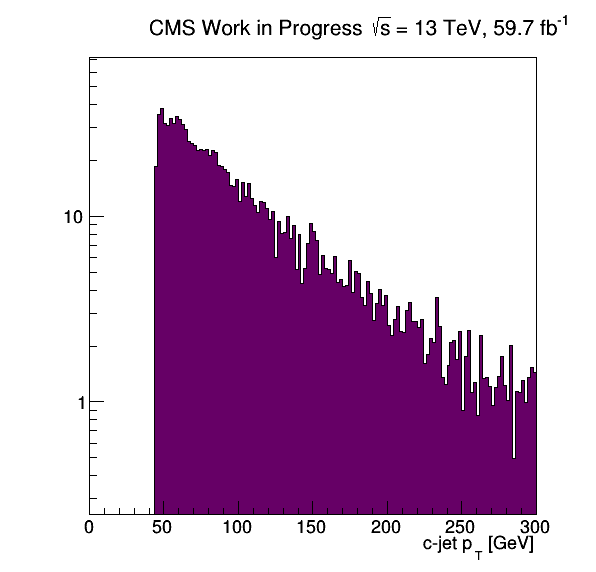 CMS Work in Progress √s = 13 TeV, 59.7 fb⁻¹
10
1
0 50 100 150 200 250 300
c-jet p_T [GeV]